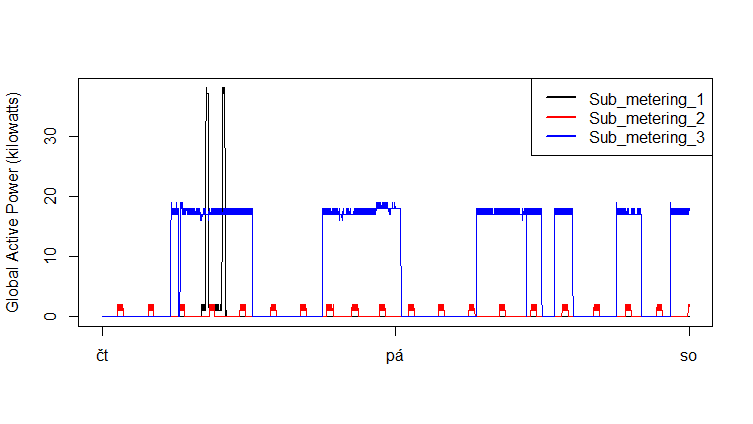 Sub_metering_1
Sub_metering_2
Sub_metering_3
Global Active Power (kilowatts)
30
20
10
0
čt
pá
so